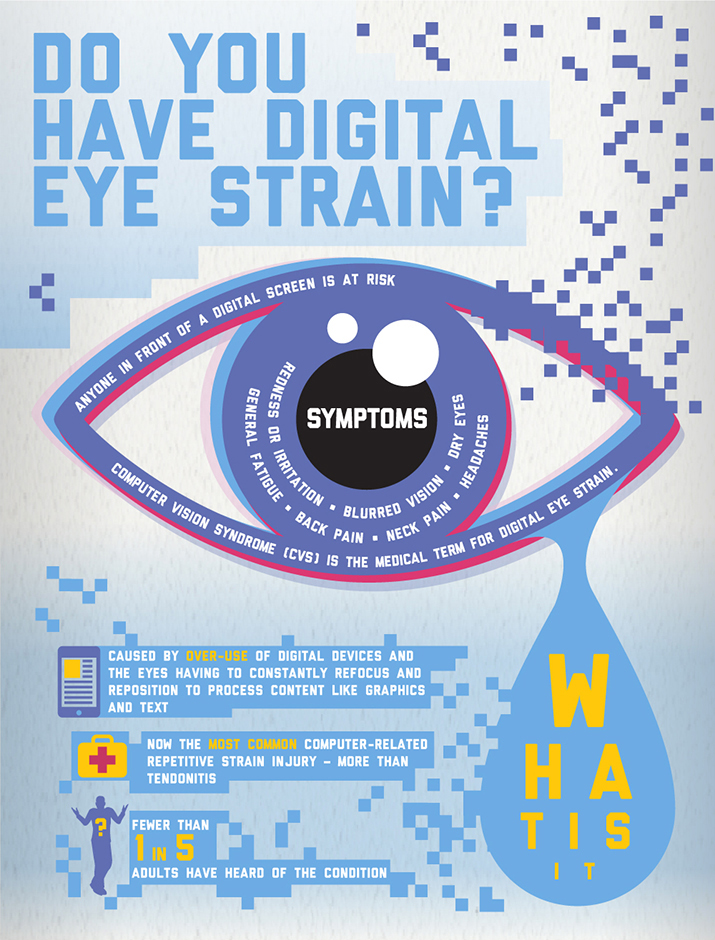 DO YOU
HAVE DIGITAL
EYE STRAIN?
ANYONE IN FRONT OF A DIGITAL SCREEN IS AT RISK
SYMPTOMS
REDNESS OR IRRITATION ▪ BLURRED VISION ▪ DRY EYES
GENERAL FATIGUE ▪ BACK PAIN ▪ NECK PAIN ▪ HEADACHES
COMPUTER VISION SYNDROME (CVS) IS THE MEDICAL TERM FOR DIGITAL EYE STRAIN.
W
H A
T I S
I T
CAUSED BY OVER-USE OF DIGITAL DEVICES AND
THE EYES HAVING TO CONSTANTLY REFOCUS AND
REPOSITION TO PROCESS CONTENT LIKE GRAPHICS
AND TEXT
NOW THE MOST COMMON COMPUTER-RELATED
REPETITIVE STRAIN INJURY – MORE THAN
TENDONITIS
?
FEWER THAN
1 IN 5
ADULTS HAVE HEARD OF THE CONDITION